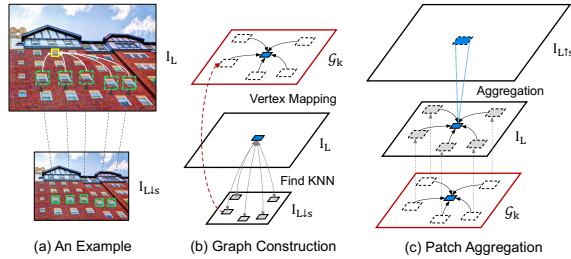 I_L
I_L↓s
(a) An Example
G_k
Vertex Mapping
I_L
Find KNN
I_L↓s
(b) Graph Construction
I_L↑s
Aggregation
I_L
G_k
(c) Patch Aggregation